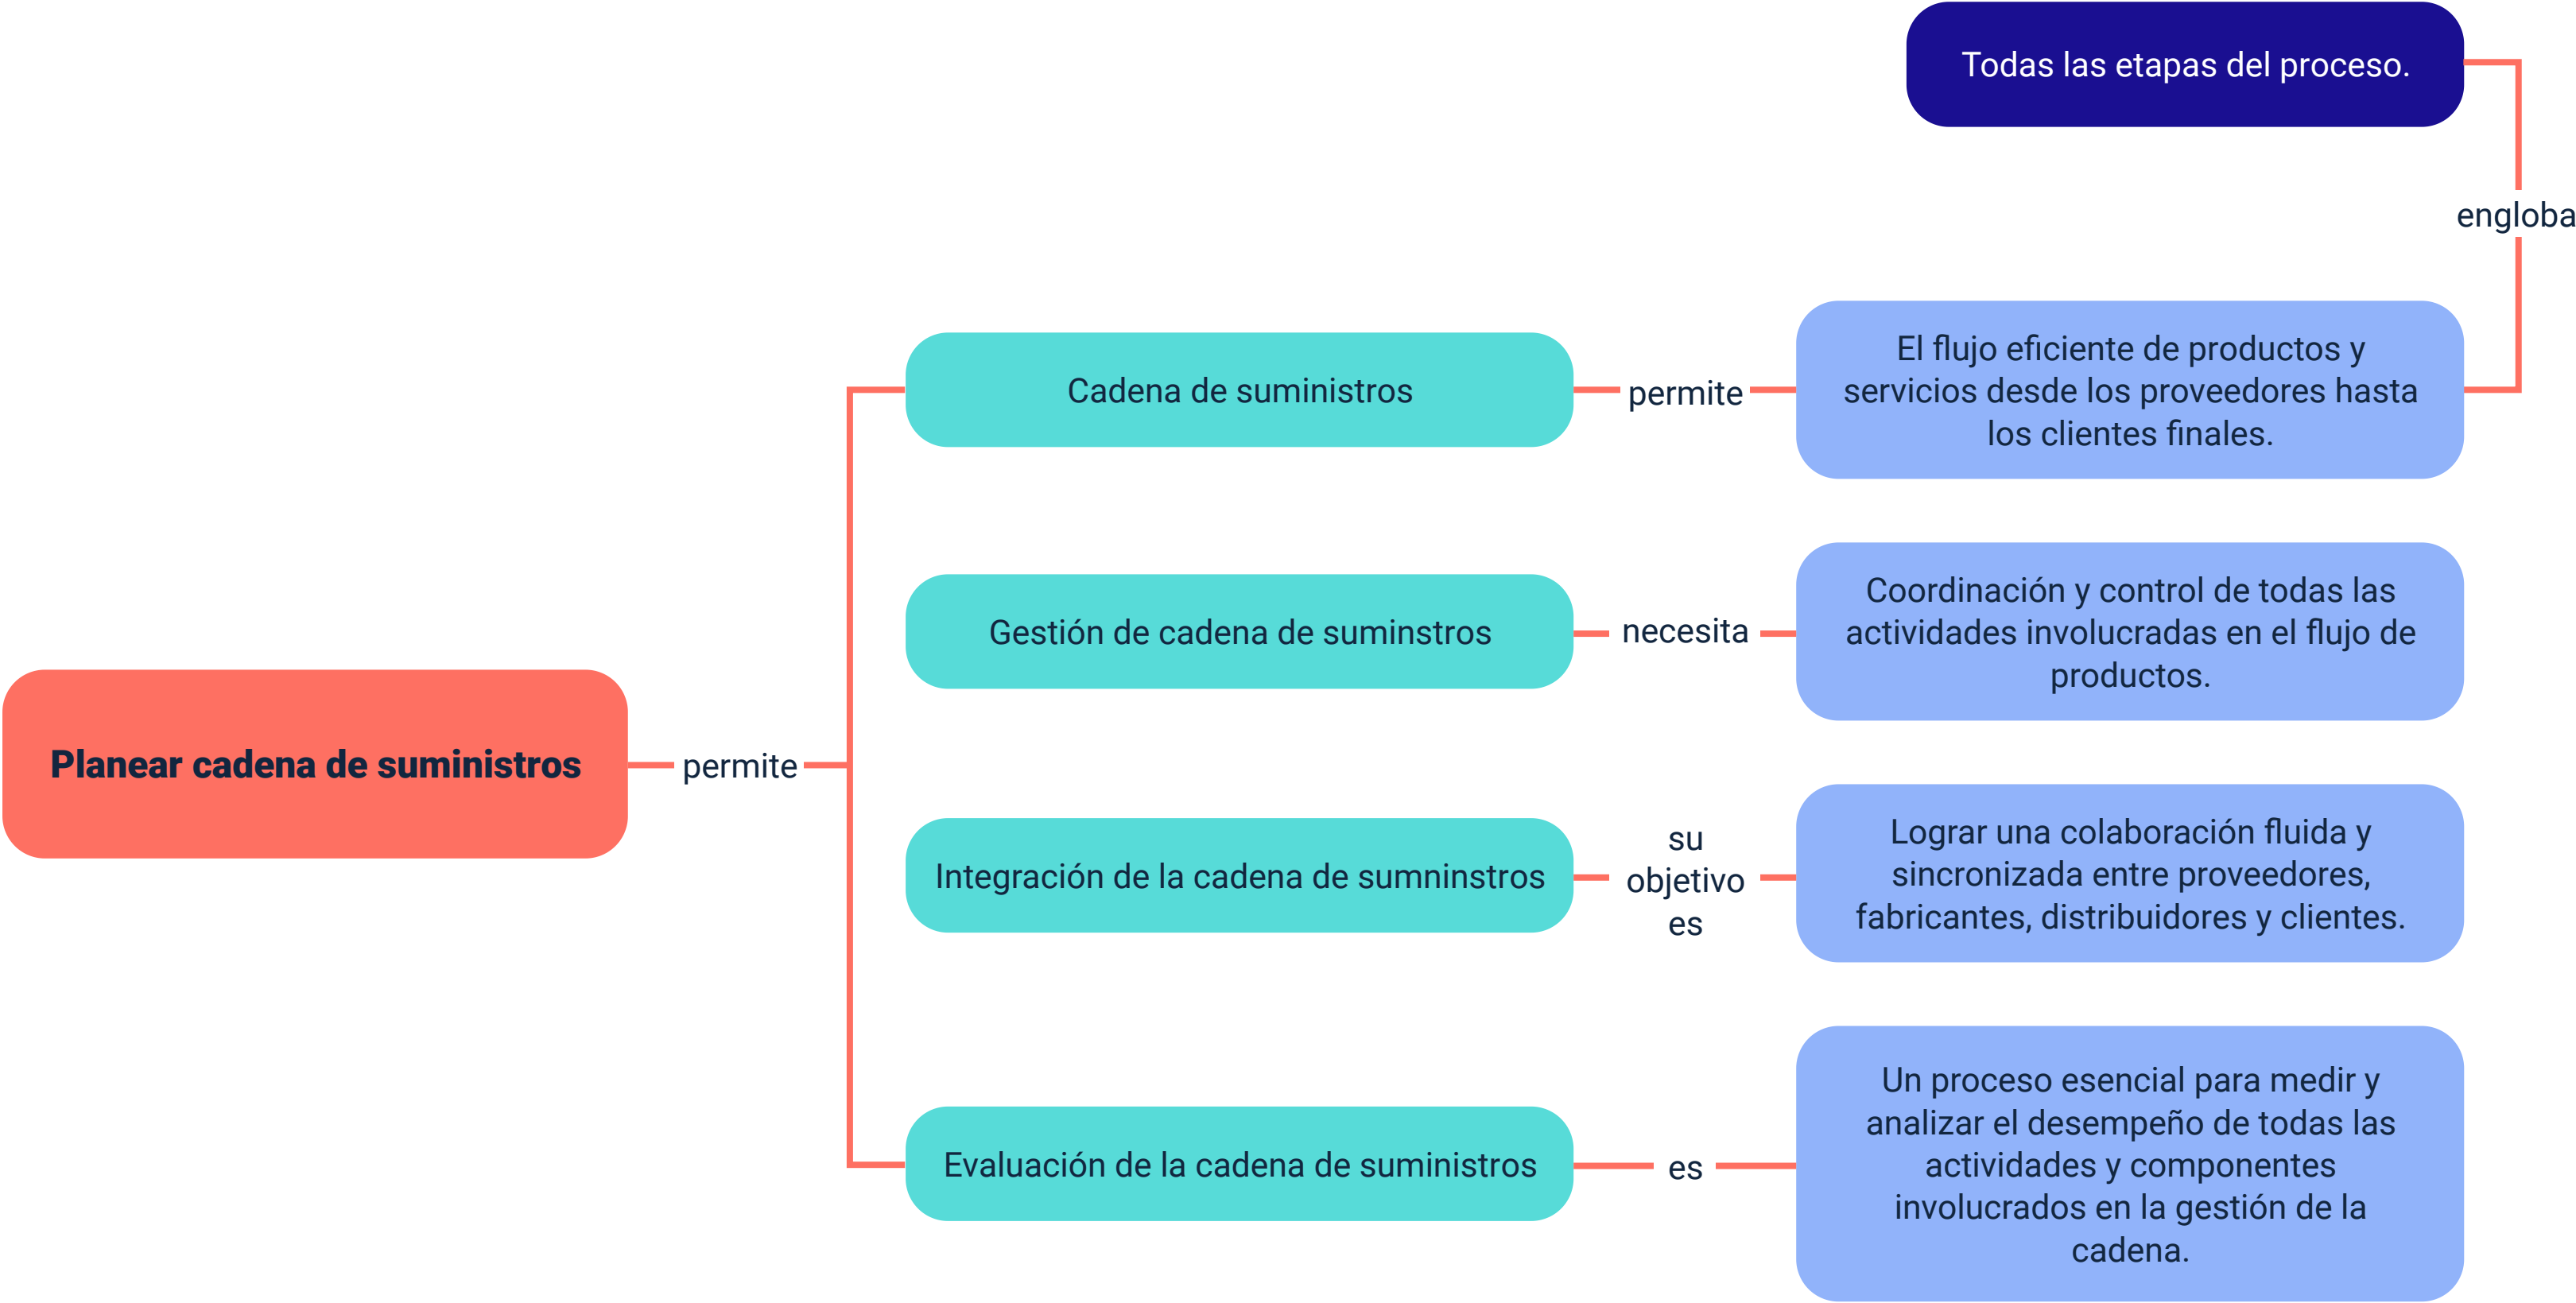 Todas las etapas del proceso.
engloba
Cadena de suministros
permite
El flujo eficiente de productos y
servicios desde los proveedores hasta
los clientes finales.
Gestión de cadena de suminstros
necesita
Coordinación y control de todas las
actividades involucradas en el flujo de
productos.
Planear cadena de suministros
permite
Integración de la cadena de sumninstros
su
objetivo
es
Lograr una colaboración fluida y
sincronizada entre proveedores,
fabricantes, distribuidores y clientes.
Evaluación de la cadena de suministros
es
Un proceso esencial para medir y
analizar el desempeño de todas las
actividades y componentes
involucrados en la gestión de la
cadena.